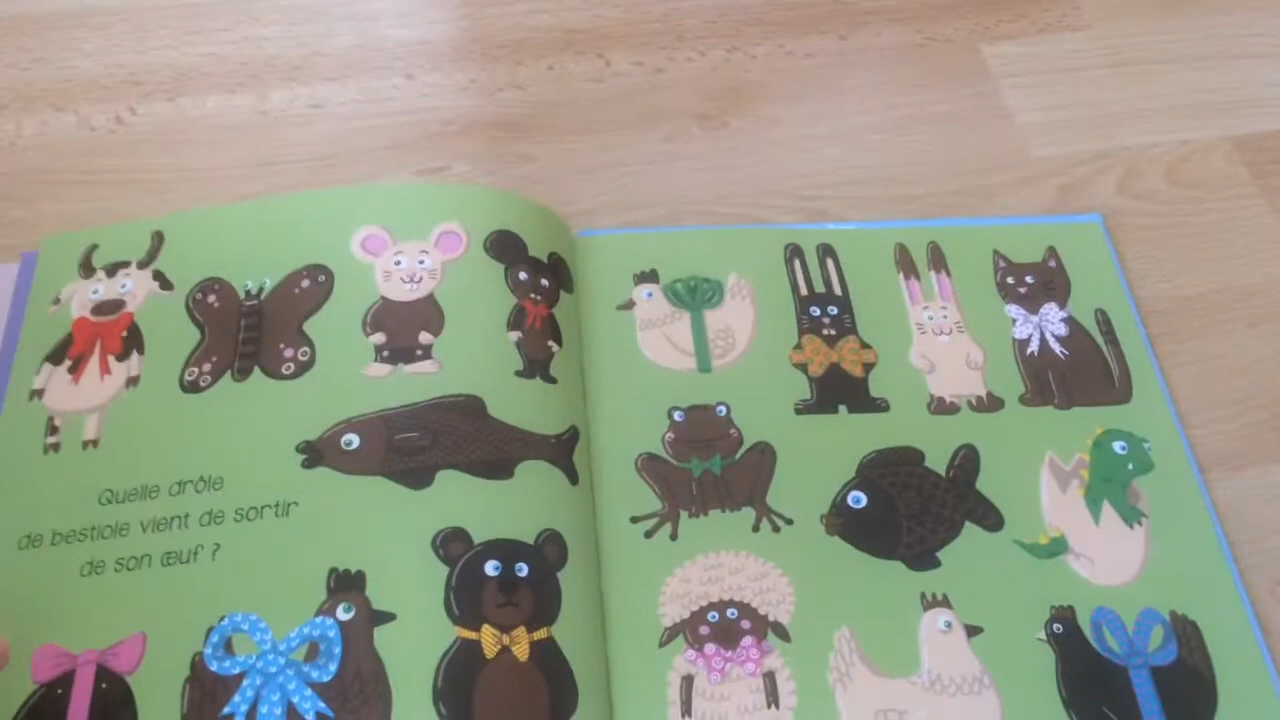 Quelle drôle
de bestiole vient de sortir
de son œuf ?